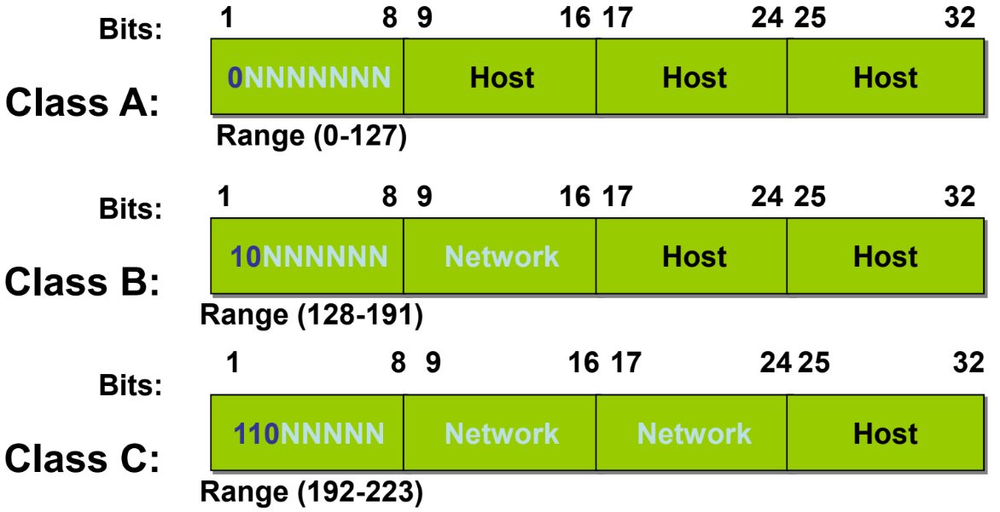 Bits: 1 8 9 16 17 24 25 32
Class A: 0NNNNNNN Host Host Host
Range (0-127)
Bits: 1 8 9 16 17 24 25 32
Class B: 10NNNNNN Network Host Host
Range (128-191)
Bits: 1 8 9 16 17 24 25 32
Class C: 110NNNNN Network Network Host
Range (192-223)